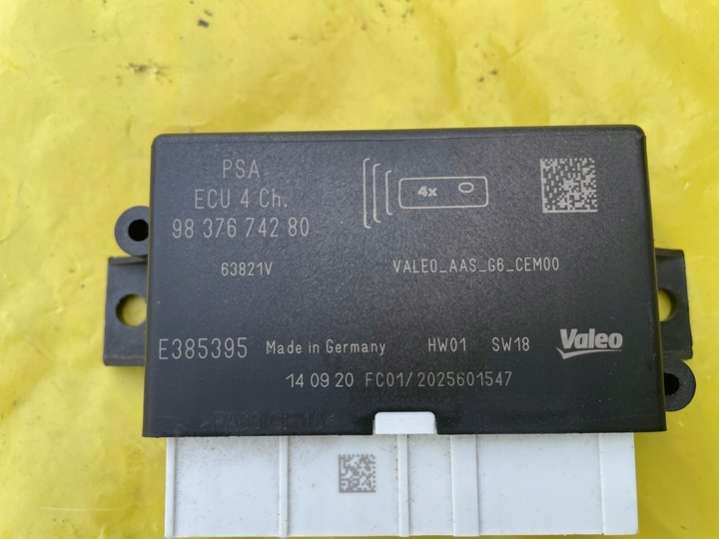 PSA
ECU 4 Ch.
98 376 742 80
4x
63821V
VALEO_AAS_G6_CEM00
E385395 Made in Germany HW01 SW18 Valeo
14 09 20 FC01/2025601547